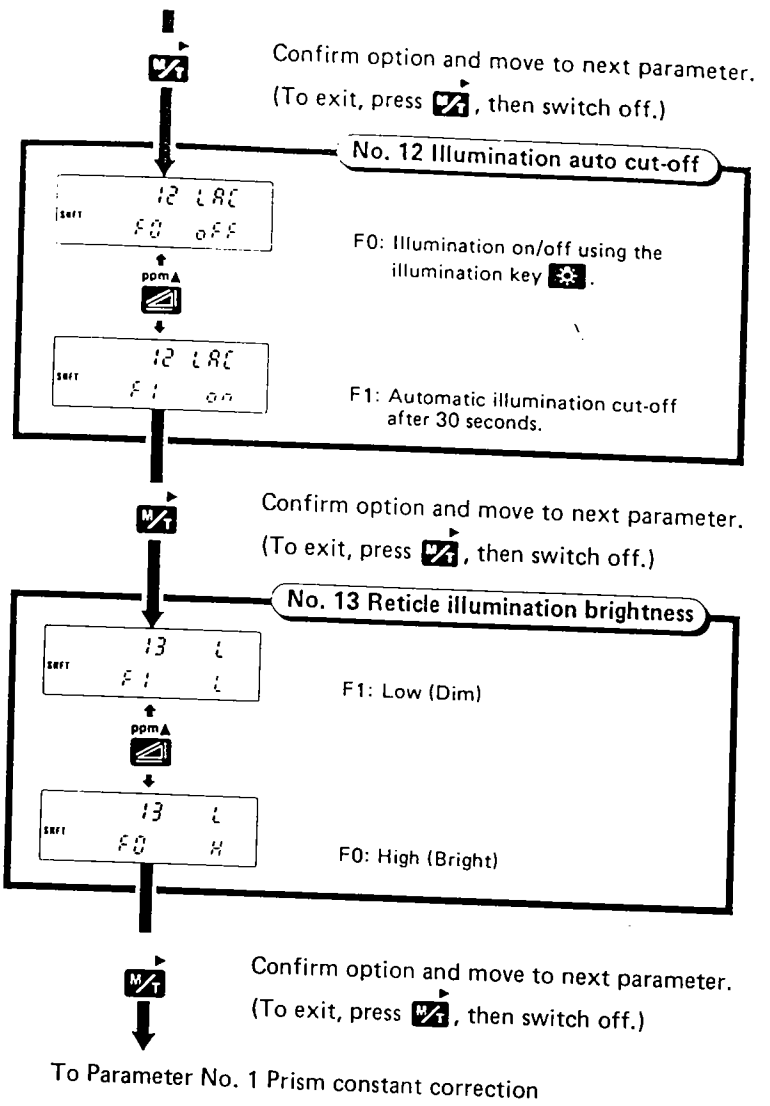 M/T
Confirm option and move to next parameter.
(To exit, press M/T, then switch off.)
No. 12 Illumination auto cut-off
12 LAC
SHFT
F0 oFF
F0: Illumination on/off using the
illumination key .
ppm
12 LAC
SHFT
F1 on
F1: Automatic illumination cut-off
after 30 seconds.
M/T
Confirm option and move to next parameter.
(To exit, press M/T, then switch off.)
No. 13 Reticle illumination brightness
13 L
SHFT
F1 L
F1: Low (Dim)
ppm
13 L
SHFT
F0 H
F0: High (Bright)
M/T
Confirm option and move to next parameter.
(To exit, press M/T, then switch off.)
To Parameter No. 1 Prism constant correction